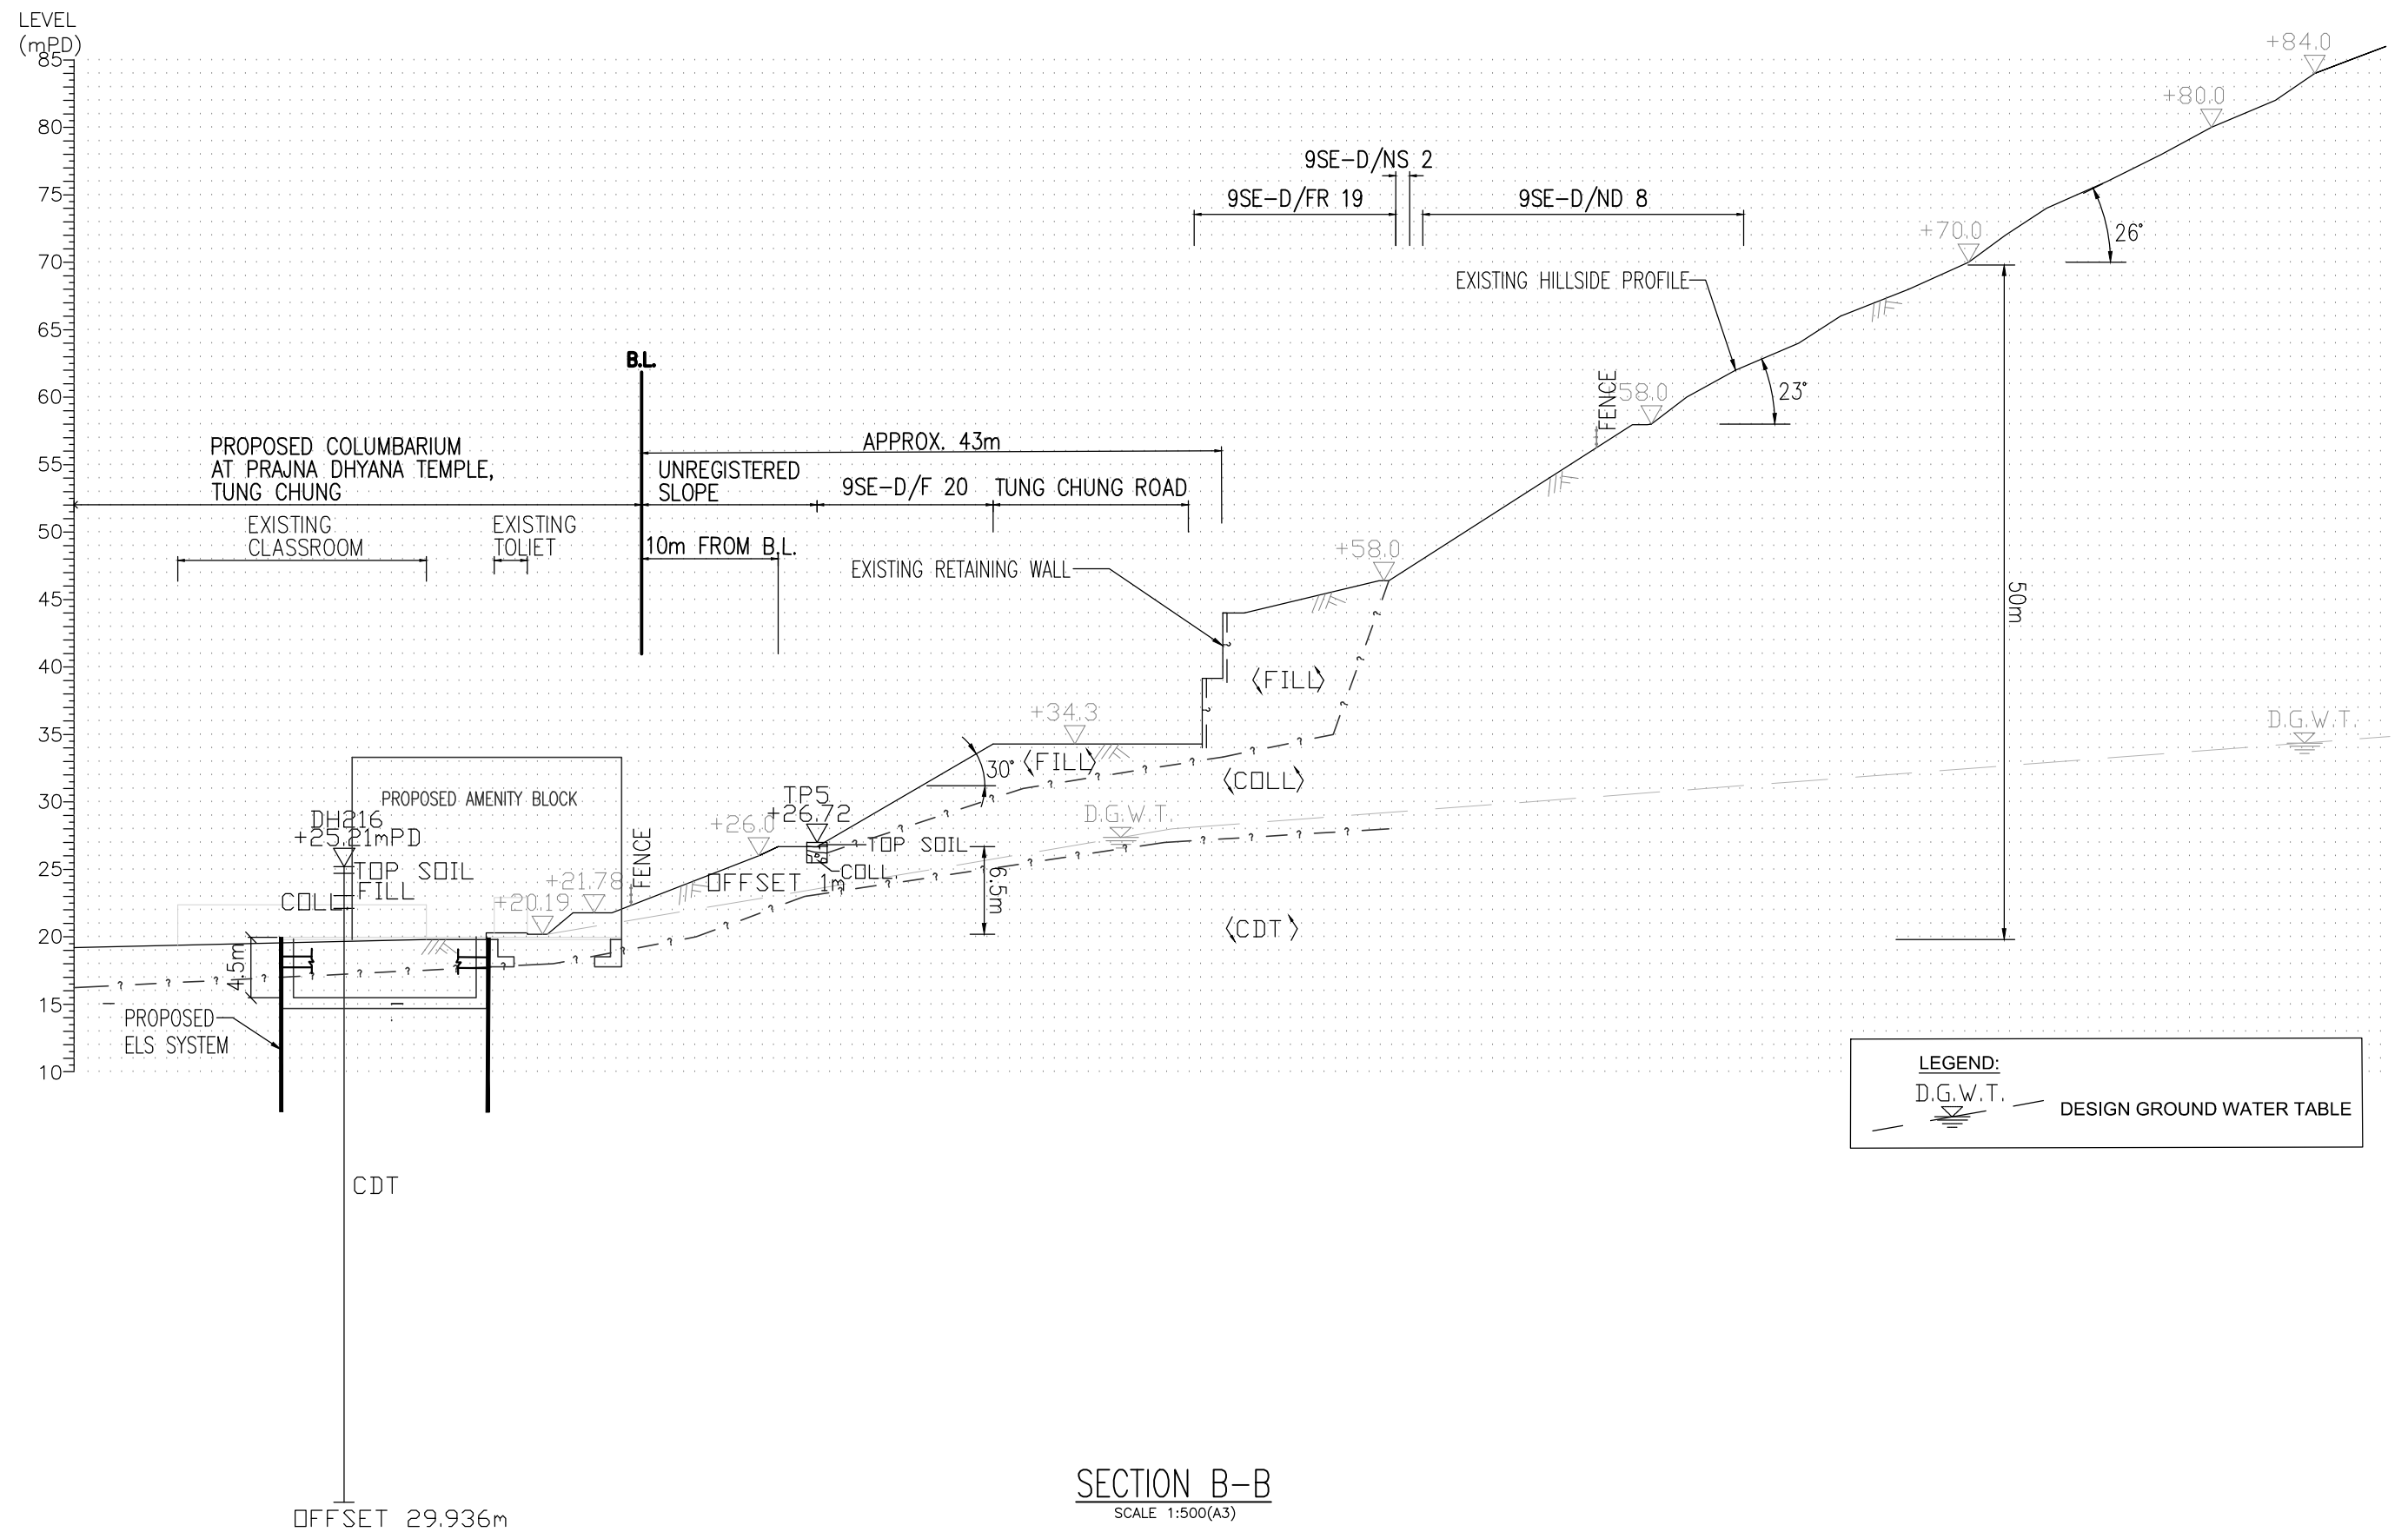 LEVEL
(mPD)
85
80
75
70
65
60
55
50
45
40
35
30
25
20
15
10
+84.0
+80.0
9SE-D/NS 2
9SE-D/FR 19
9SE-D/ND 8
+70.0
26°
EXISTING HILLSIDE PROFILE
B.L.
FENCE
58.0
23°
APPROX. 43m
PROPOSED COLUMBARIUM
AT PRAJNA DHYANA TEMPLE,
TUNG CHUNG
UNREGISTERED
SLOPE
9SE-D/F 20
TUNG CHUNG ROAD
EXISTING
CLASSROOM
EXISTING
TOLIET
10m FROM B.L.
+58.0
EXISTING RETAINING WALL
50m
<FILL>
+34.3
D.G.W.T.
30°
<FILL>
<COLL>
PROPOSED AMENITY BLOCK
TP5
+26.72
DH216
+25.21mPD
D.G.W.T.
+26.0
FENCE
TOP SOIL
COLL.
TOP SOIL
FILL
COLL
+21.78
OFFSET 1m
6.5m
+20.19
<CDT>
4.5m
PROPOSED
ELS SYSTEM
LEGEND:
D.G.W.T.
DESIGN GROUND WATER TABLE
CDT
SECTION B-B
SCALE 1:500(A3)
OFFSET 29.936m